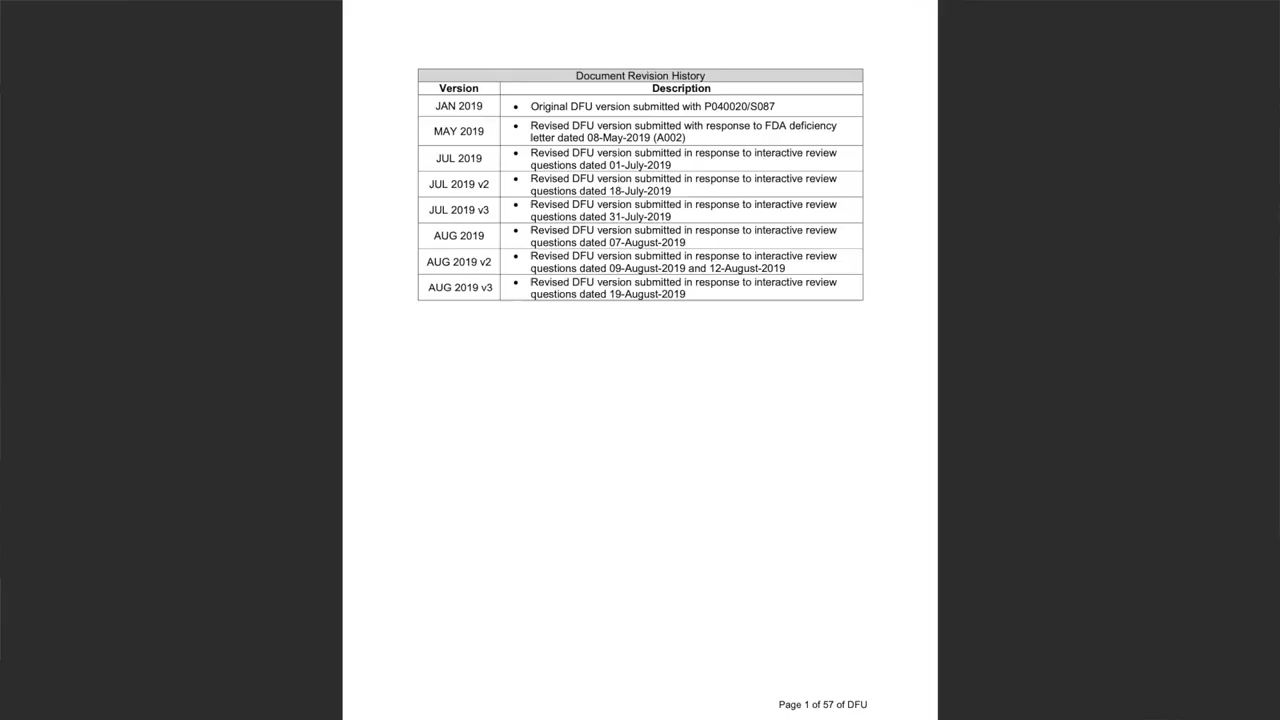 Document Revision History
Version Description
JAN 2019 • Original DFU version submitted with P040020/S087
MAY 2019 • Revised DFU version submitted with response to FDA deficiency
letter dated 08-May-2019 (A002)
JUL 2019 • Revised DFU version submitted in response to interactive review
questions dated 01-July-2019
JUL 2019 v2 • Revised DFU version submitted in response to interactive review
questions dated 18-July-2019
JUL 2019 v3 • Revised DFU version submitted in response to interactive review
questions dated 31-July-2019
AUG 2019 • Revised DFU version submitted in response to interactive review
questions dated 07-August-2019
AUG 2019 v2 • Revised DFU version submitted in response to interactive review
questions dated 09-August-2019 and 12-August-2019
AUG 2019 v3 • Revised DFU version submitted in response to interactive review
questions dated 19-August-2019
Page 1 of 57 of DFU